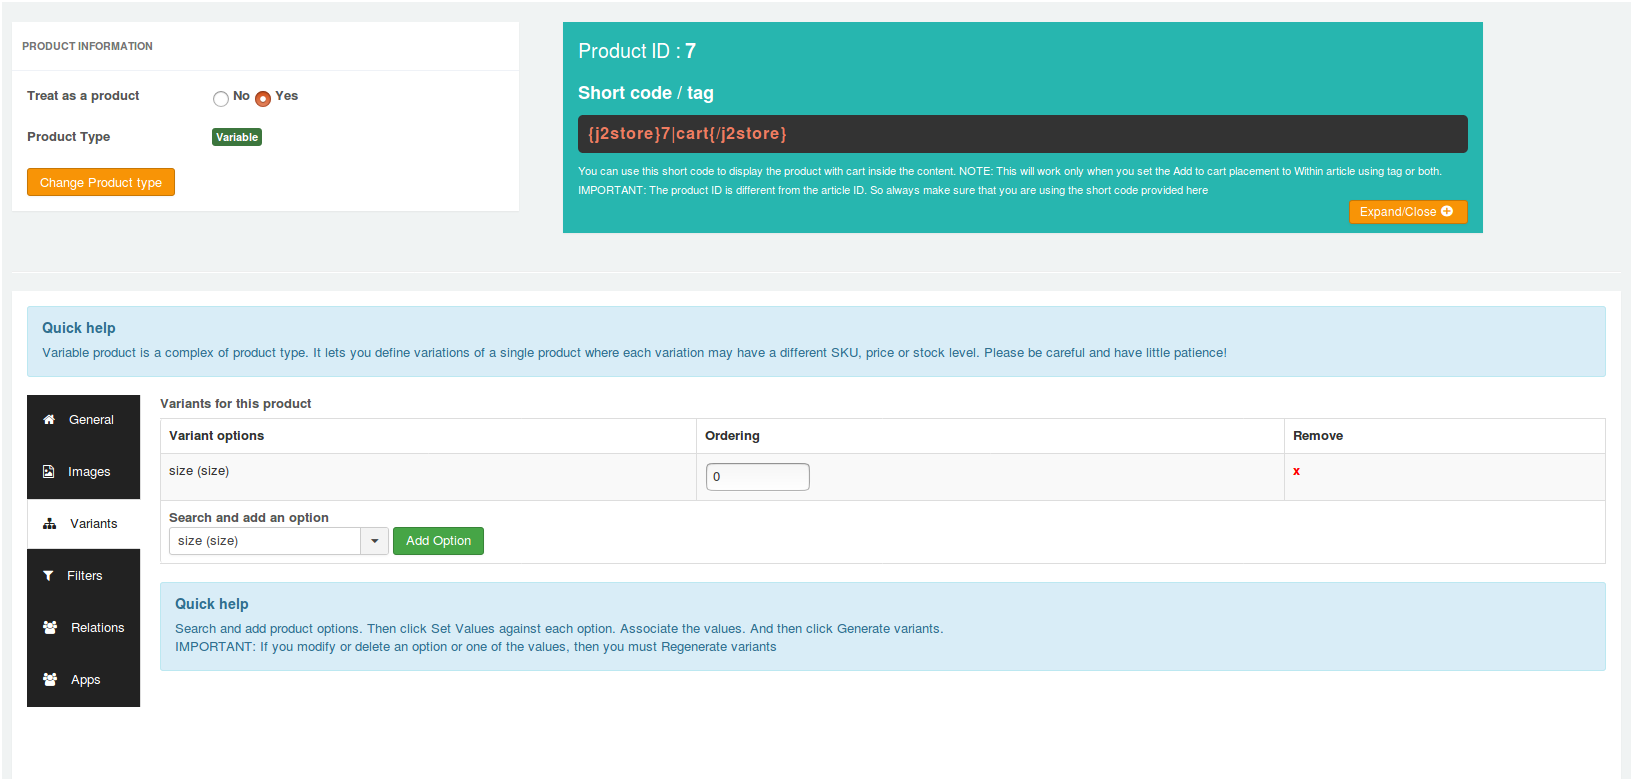 PRODUCT INFORMATION
Treat as a product
No Yes
Product Type
Variable
Change Product type
Product ID : 7
Short code / tag
{j2store}7|cart{/j2store}
You can use this short code to display the product with cart inside the content. NOTE: This will work only when you set the Add to cart placement to Within article using tag or both.
IMPORTANT: The product ID is different from the article ID. So always make sure that you are using the short code provided here
Expand/Close
Quick help
Variable product is a complex of product type. It lets you define variations of a single product where each variation may have a different SKU, price or stock level. Please be careful and have little patience!
General
Images
Variants
Filters
Relations
Apps
Variants for this product
Variant options Ordering Remove
size (size) 0 x
Search and add an option
size (size) Add Option
Quick help
Search and add product options. Then click Set Values against each option. Associate the values. And then click Generate variants.
IMPORTANT: If you modify or delete an option or one of the values, then you must Regenerate variants